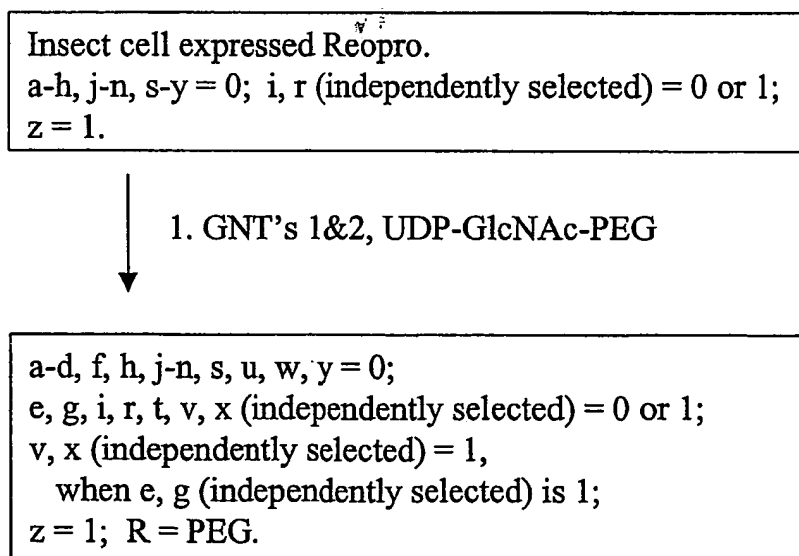 Insect cell expressed Reopro.
a-h, j-n, s-y = 0; i, r (independently selected) = 0 or 1;
z = 1.
1. GNT's 1&2, UDP-GlcNAc-PEG
a-d, f, h, j-n, s, u, w, y = 0;
e, g, i, r, t, v, x (independently selected) = 0 or 1;
v, x (independently selected) = 1,
when e, g (independently selected) is 1;
z = 1; R = PEG.